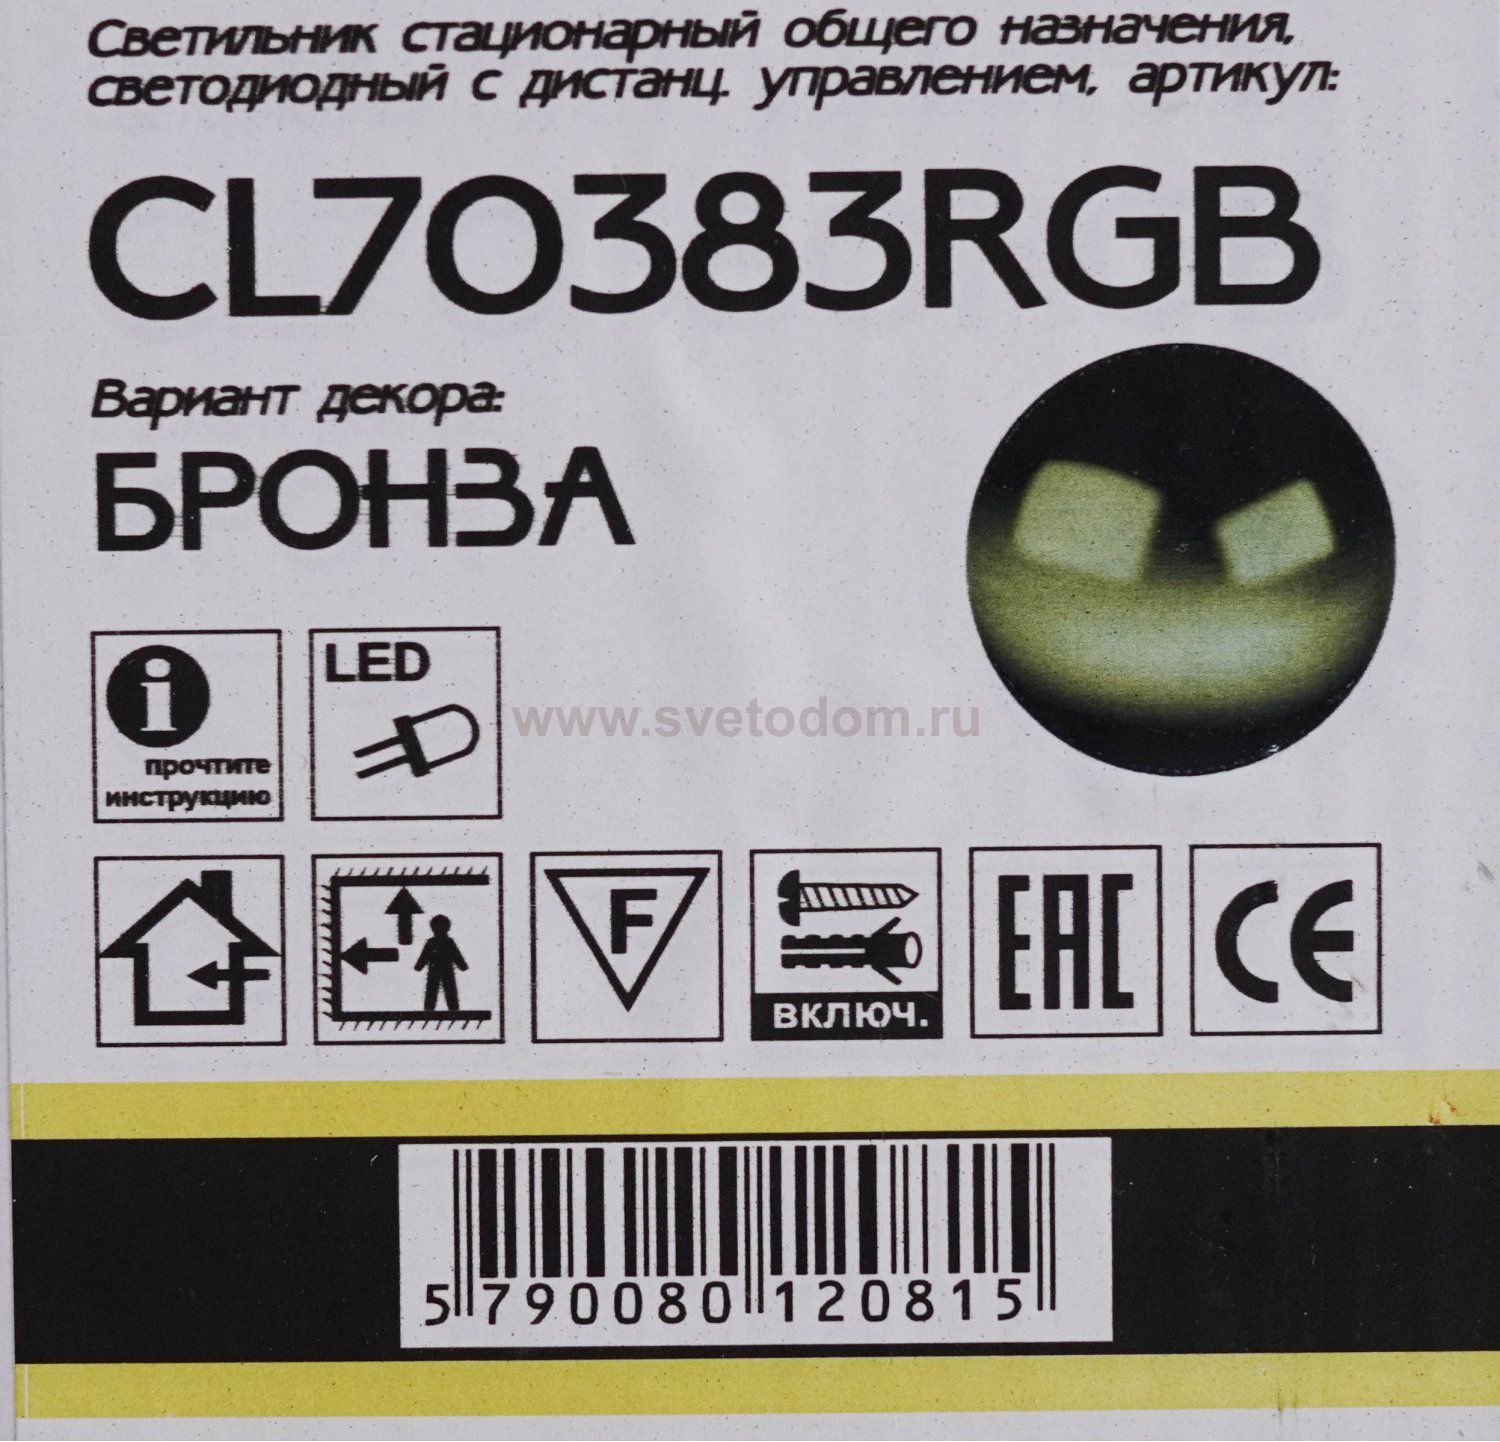 Светильник стационарный общего назначения,
светодиодный с дистанц. управлением, артикул:
CL70383RGB
Вариант декора:
БРОНЗА
i
прочтите
инструкцию
LED
www.svetodom.ru
F
ВКЛЮЧ.
EAC
CE
5 790080 120815